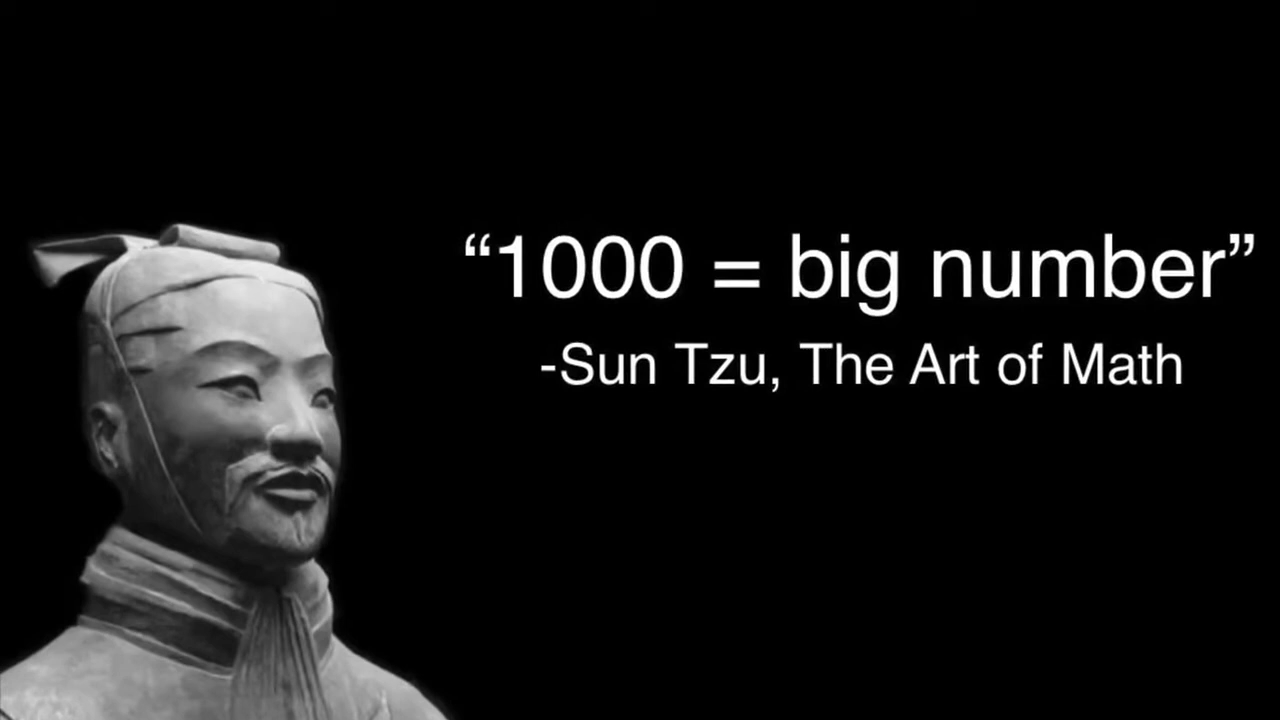 “1000 = big number”
-Sun Tzu, The Art of Math